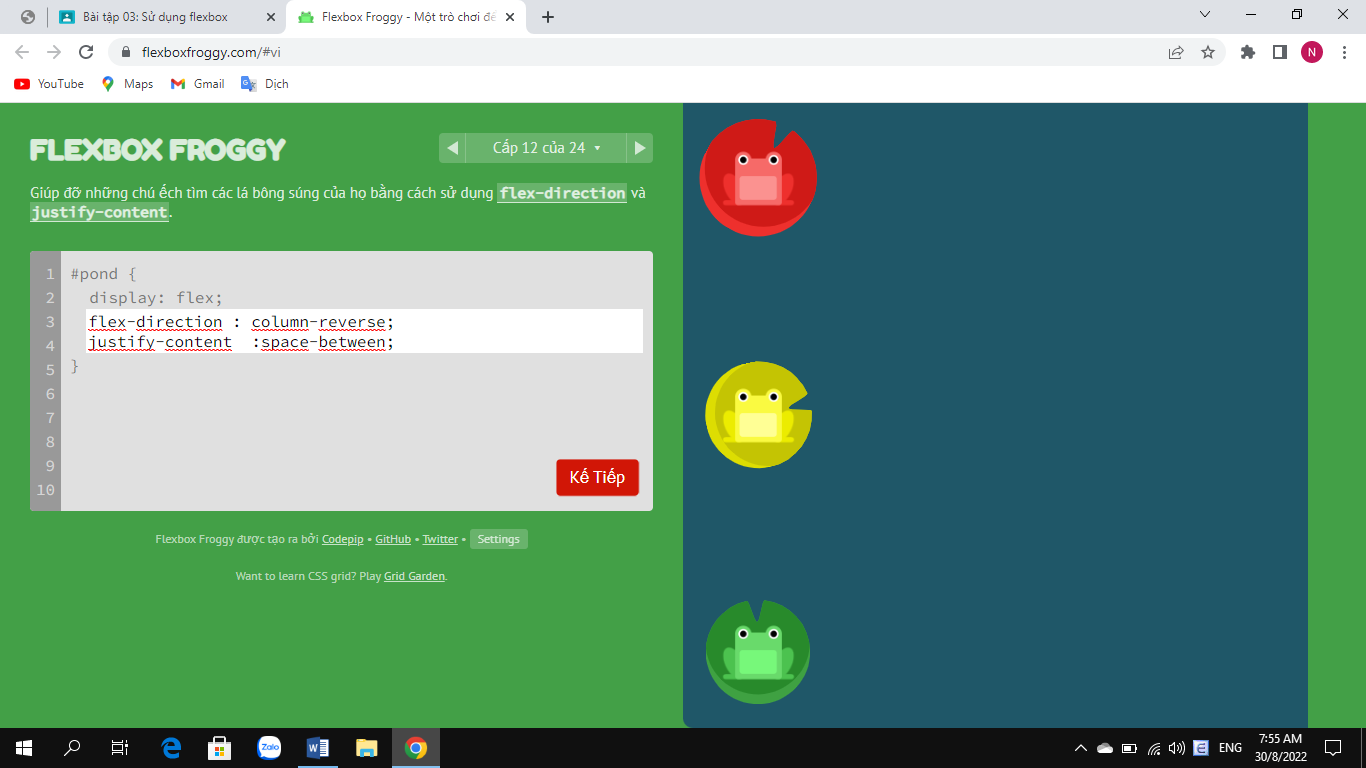 Bài tập 03: Sử dụng flexbox
Flexbox Froggy - Một trò chơi để
flexboxfroggy.com/#vi
N
YouTube
Maps
Gmail
Dịch
FLEXBOX FROGGY
Cấp 12 của 24
Giúp đỡ những chú ếch tìm các lá bông súng của họ bằng cách sử dụng flex-direction và
justify-content.
1 #pond {
2 display: flex;
3 flex-direction : column-reverse;
4 justify-content  :space-between;
5 }
6
7
8
9
10
Kế Tiếp
Flexbox Froggy được tạo ra bởi Codepip • GitHub • Twitter • Settings
Want to learn CSS grid? Play Grid Garden.
Zalo
W
ENG
7:55 AM
30/8/2022